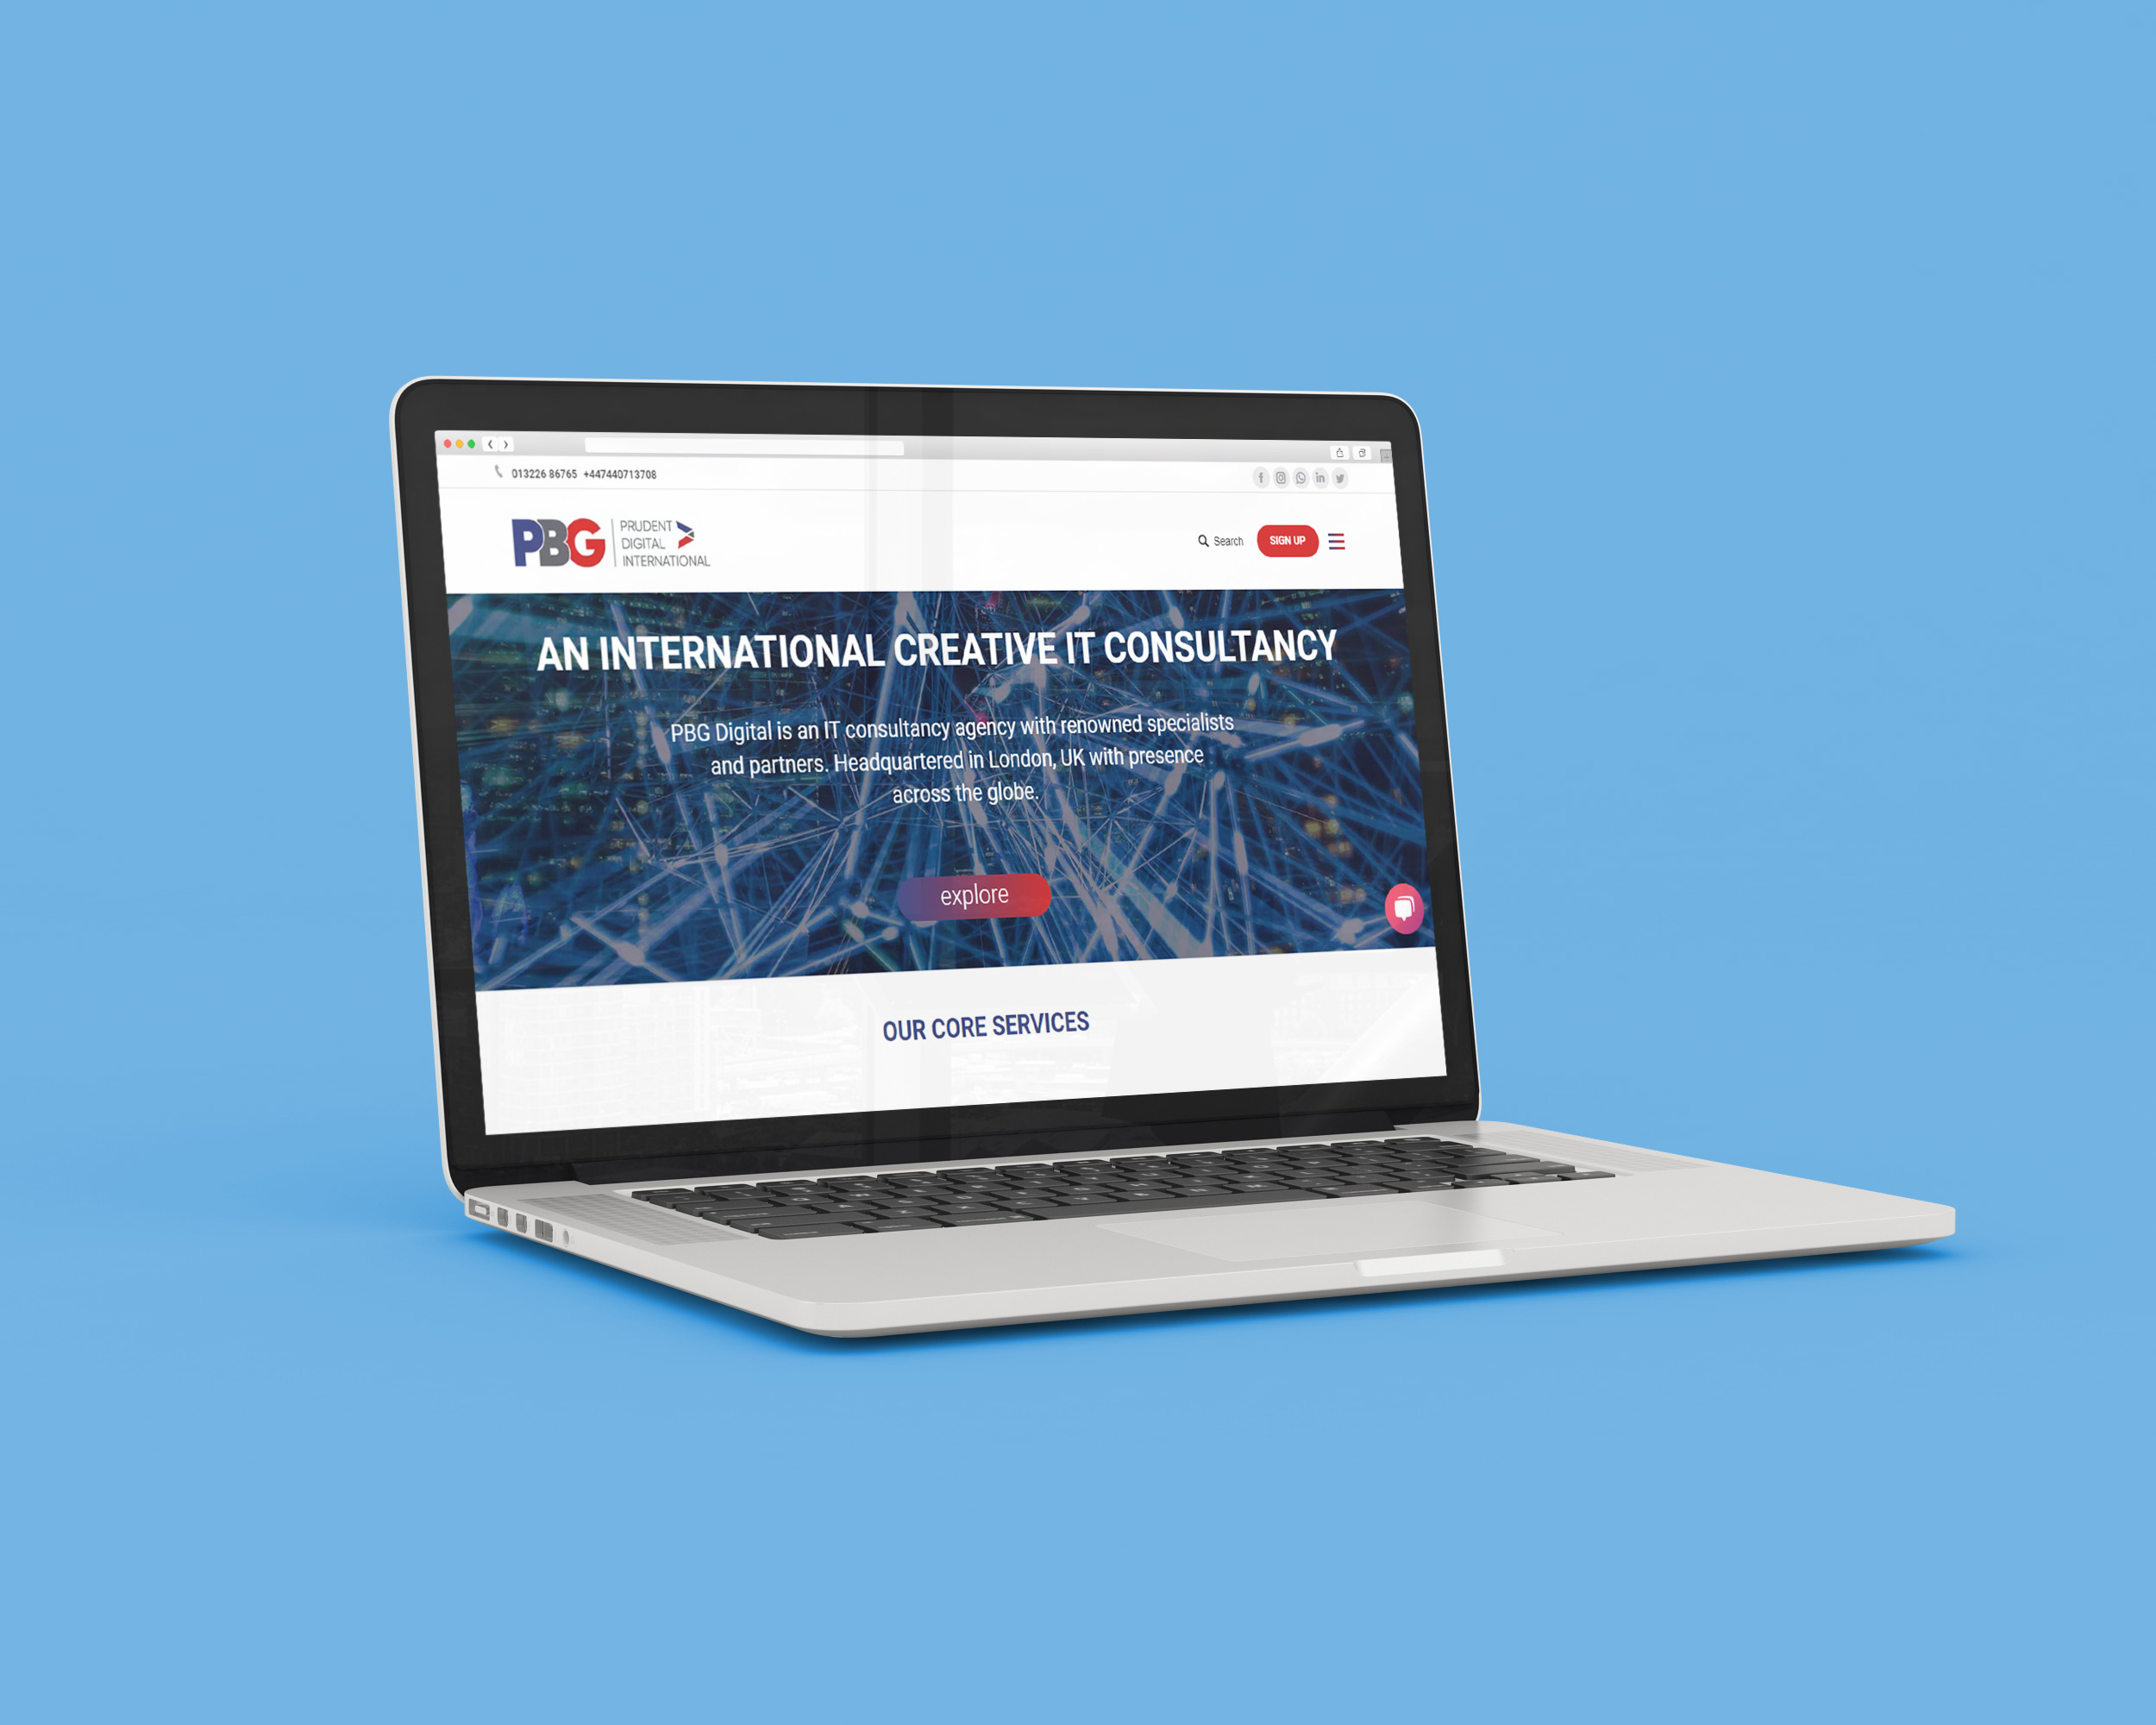 013226 86765 +447440713708
PBG
PRUDENT
DIGITAL
INTERNATIONAL
Search
SIGN UP
AN INTERNATIONAL CREATIVE IT CONSULTANCY
PBG Digital is an IT consultancy agency with renowned specialists
and partners. Headquartered in London, UK with presence
across the globe.
explore
OUR CORE SERVICES